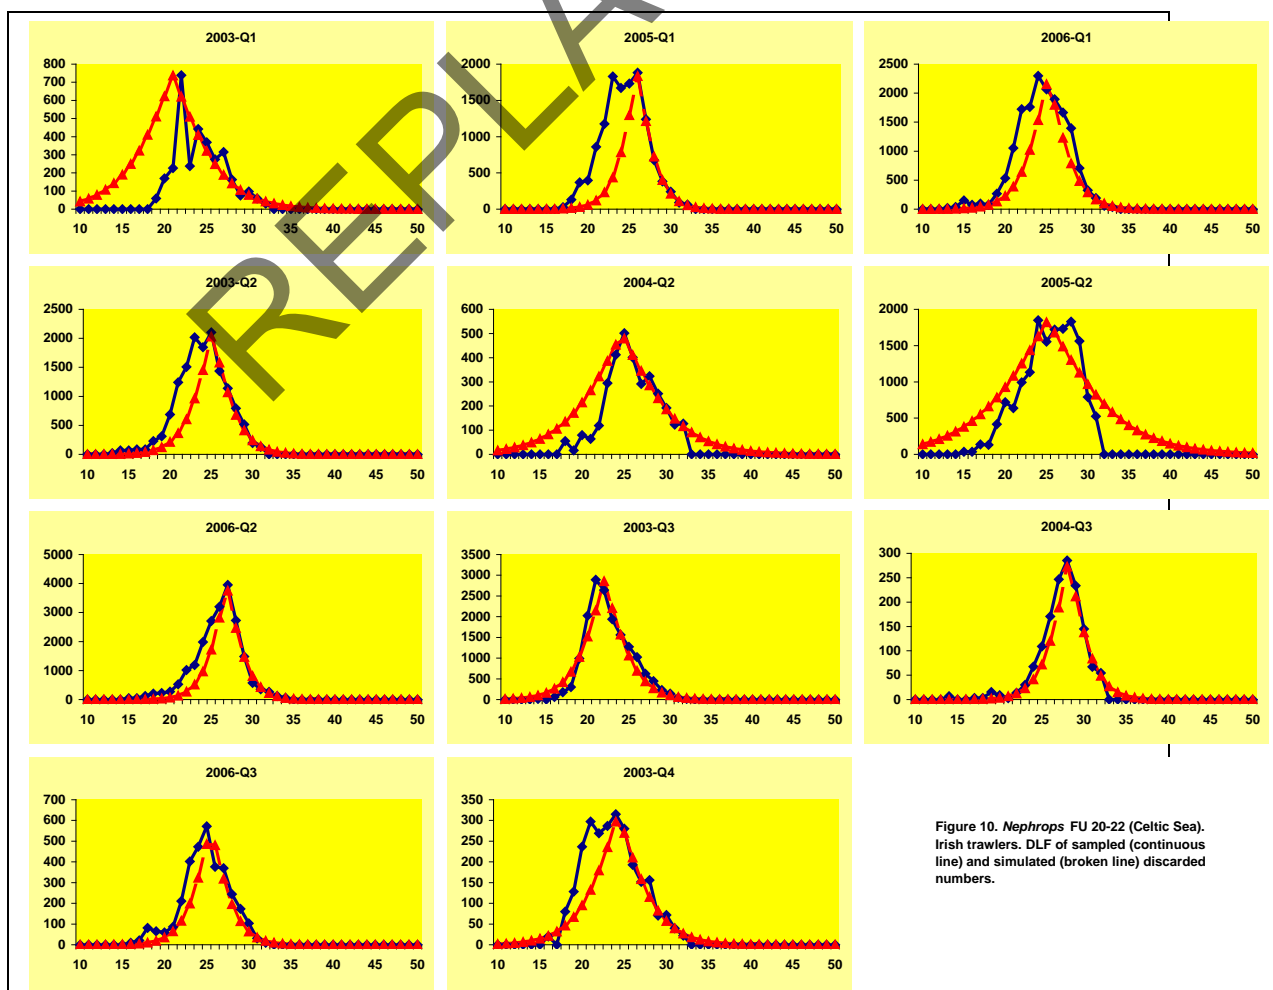 2003-Q1
800
700
600
500
400
300
200
100
0
10 15 20 25 30 35 40 45 50
2005-Q1
2000
1500
1000
500
0
10 15 20 25 30 35 40 45 50
2006-Q1
2500
2000
1500
1000
500
0
10 15 20 25 30 35 40 45 50
2003-Q2
2500
2000
1500
1000
500
0
10 15 20 25 30 35 40 45 50
2004-Q2
600
500
400
300
200
100
0
10 15 20 25 30 35 40 45 50
2005-Q2
2000
1500
1000
500
0
10 15 20 25 30 35 40 45 50
2006-Q2
5000
4000
3000
2000
1000
0
10 15 20 25 30 35 40 45 50
2003-Q3
3500
3000
2500
2000
1500
1000
500
0
10 15 20 25 30 35 40 45 50
2004-Q3
300
250
200
150
100
50
0
10 15 20 25 30 35 40 45 50
2006-Q3
700
600
500
400
300
200
100
0
10 15 20 25 30 35 40 45 50
2003-Q4
350
300
250
200
150
100
50
0
10 15 20 25 30 35 40 45 50
Figure 10. Nephrops FU 20-22 (Celtic Sea).
Irish trawlers. DLF of sampled (continuous
line) and simulated (broken line) discarded
numbers.
REPLA